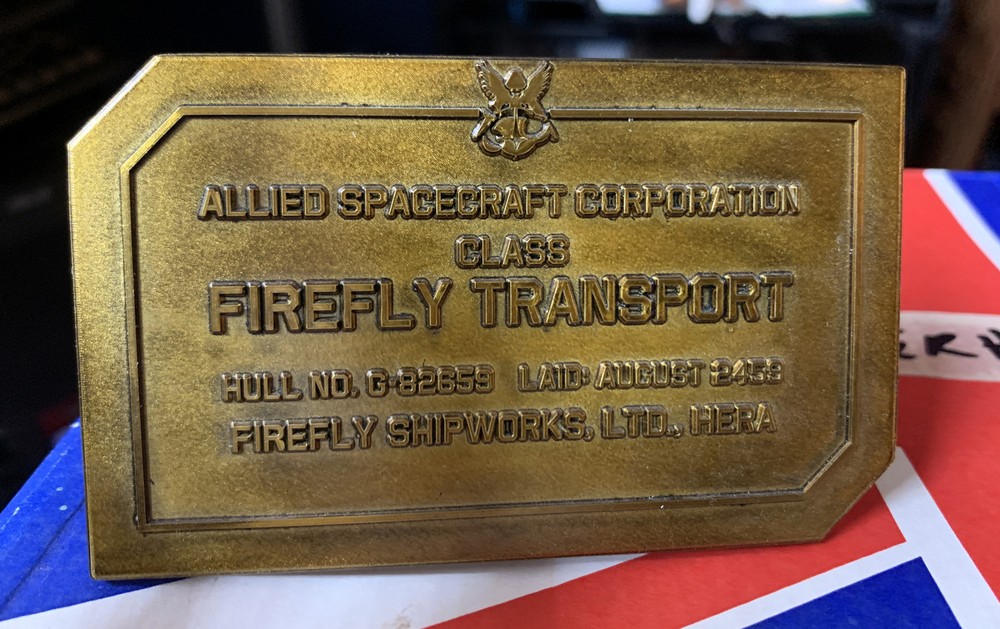 ALLIED SPACECRAFT CORPORATION
CLASS
FIREFLY TRANSPORT
HULL NO. G-82659 LAID: AUGUST 2459
FIREFLY SHIPWORKS, LTD., HERA